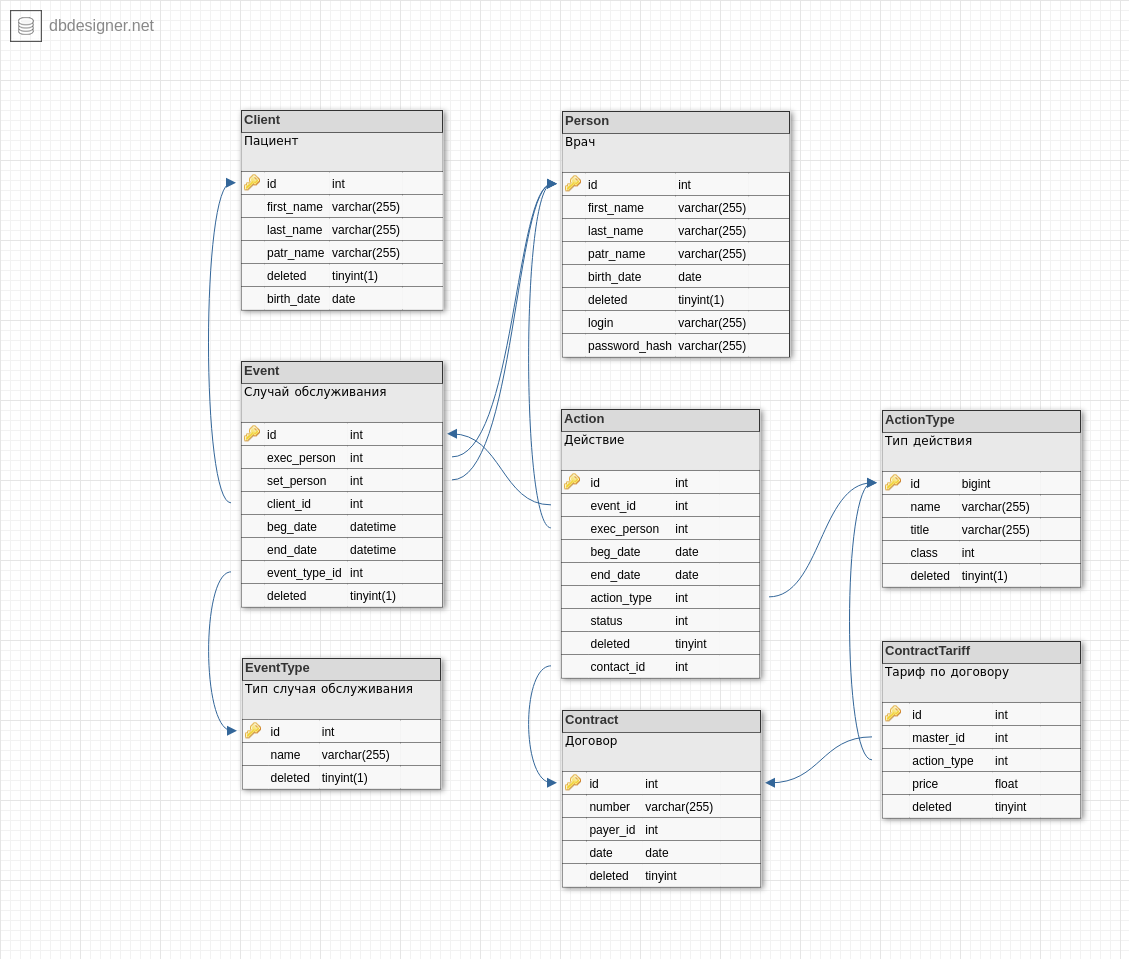 dbdesigner.net
Client
Пациент
id int
first_name varchar(255)
last_name varchar(255)
patr_name varchar(255)
deleted tinyint(1)
birth_date date
Person
Врач
id int
first_name varchar(255)
last_name varchar(255)
patr_name varchar(255)
birth_date date
deleted tinyint(1)
login varchar(255)
password_hash varchar(255)
Event
Случай обслуживания
id int
exec_person int
set_person int
client_id int
beg_date datetime
end_date datetime
event_type_id int
deleted tinyint(1)
Action
Действие
id int
event_id int
exec_person int
beg_date date
end_date date
action_type int
status int
deleted tinyint
contact_id int
ActionType
Тип действия
id bigint
name varchar(255)
title varchar(255)
class int
deleted tinyint(1)
EventType
Тип случая обслуживания
id int
name varchar(255)
deleted tinyint(1)
Contract
Договор
id int
number varchar(255)
payer_id int
date date
deleted tinyint
ContractTariff
Тариф по договору
id int
master_id int
action_type int
price float
deleted tinyint